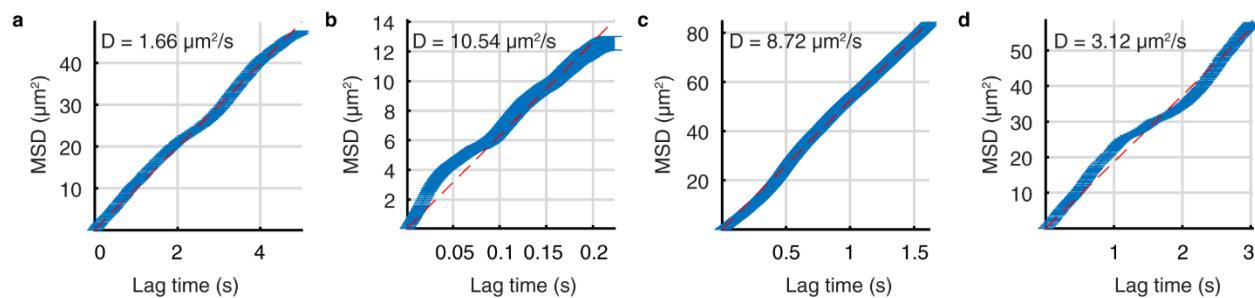 a
D = 1.66 µm²/s
MSD (µm²)
40
30
20
10
0
2
4
Lag time (s)
b
D = 10.54 µm²/s
MSD (µm²)
14
12
10
8
6
4
2
0.05
0.1
0.15
0.2
Lag time (s)
c
D = 8.72 µm²/s
MSD (µm²)
80
60
40
20
0.5
1
1.5
Lag time (s)
d
D = 3.12 µm²/s
MSD (µm²)
50
40
30
20
10
1
2
3
Lag time (s)